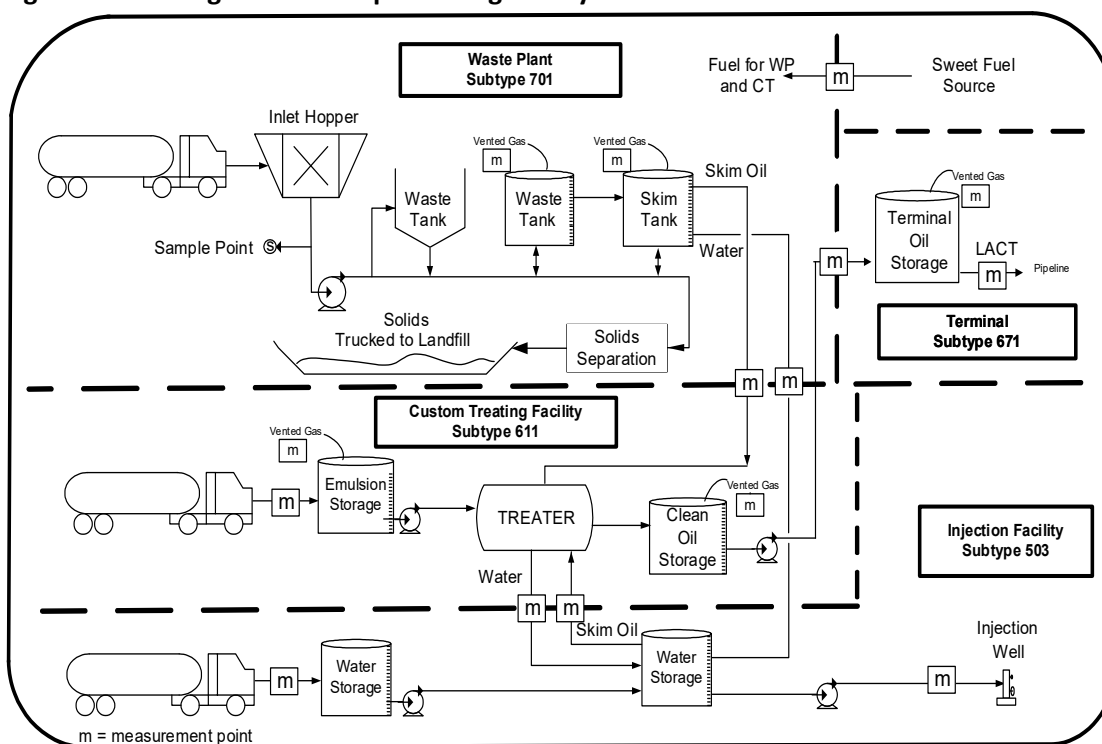 Waste Plant
Subtype 701
Fuel for WP
and CT
m
Sweet Fuel
Source
Inlet Hopper
Vented Gas
m
Vented Gas
m
Skim Oil
Waste
Tank
Waste
Tank
Skim
Tank
Water
Sample Point
S
Vented Gas
m
Terminal
Oil
Storage
m
LACT
m
Pipeline
Solids
Trucked to Landfill
Solids
Separation
Terminal
Subtype 671
m
m
Custom Treating Facility
Subtype 611
Vented Gas
m
m
Emulsion
Storage
TREATER
Vented Gas
m
Clean
Oil
Storage
Injection Facility
Subtype 503
Water
m
m
Skim Oil
m
Water
Storage
Water
Storage
m
Injection
Well
m = measurement point